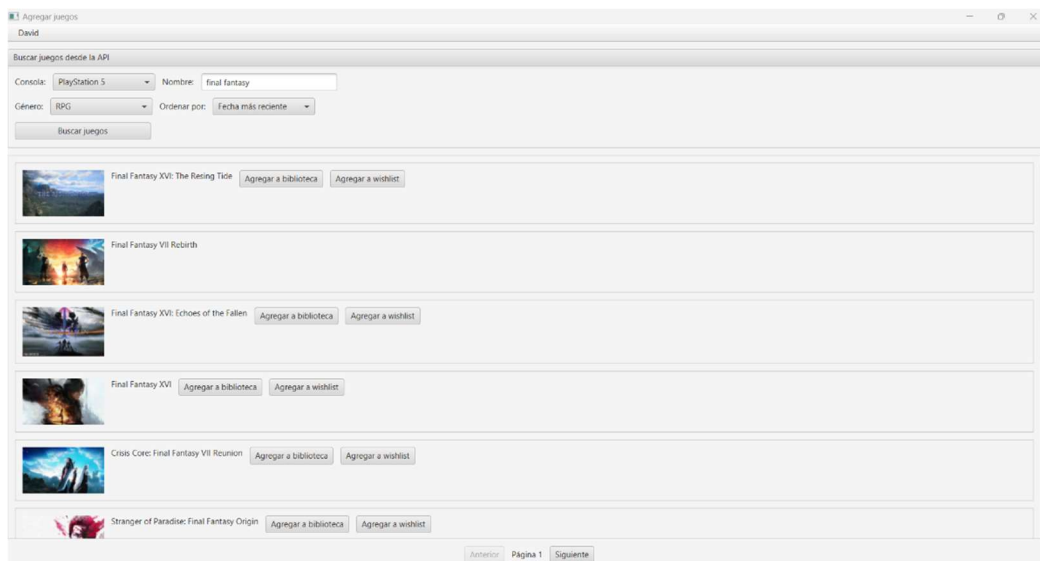 Agregar juegos
David
Buscar juegos desde la API
Consola: PlayStation 5 Nombre: final fantasy
Género: RPG Ordenar por: Fecha más reciente
Buscar juegos
Final Fantasy XVI: The Resing Tide Agregar a biblioteca Agregar a wishlist
Final Fantasy VII Rebirth
Final Fantasy XVI: Echoes of the Fallen Agregar a biblioteca Agregar a wishlist
Final Fantasy XVI Agregar a biblioteca Agregar a wishlist
Crisis Core: Final Fantasy VII Reunion Agregar a biblioteca Agregar a wishlist
Stranger of Paradise: Final Fantasy Origin Agregar a biblioteca Agregar a wishlist
Anterior Página 1 Siguiente